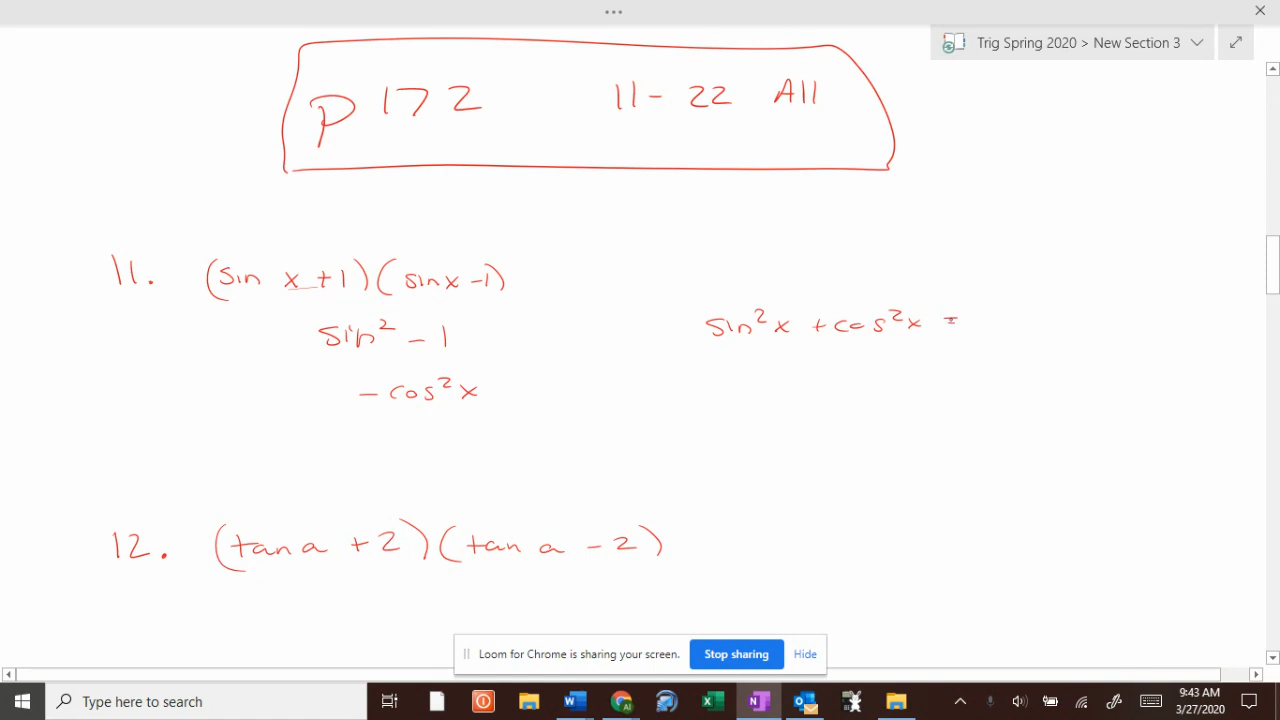 Trig Spring 2020 > New Section 3
p 172 11 - 22 All
11. (sin x + 1)(sin x - 1)
sin² - 1
sin²x + cos²x =
- cos²x
12. (tan a + 2)(tan a - 2)
Loom for Chrome is sharing your screen. Stop sharing Hide
Type here to search
9:43 AM
3/27/2020